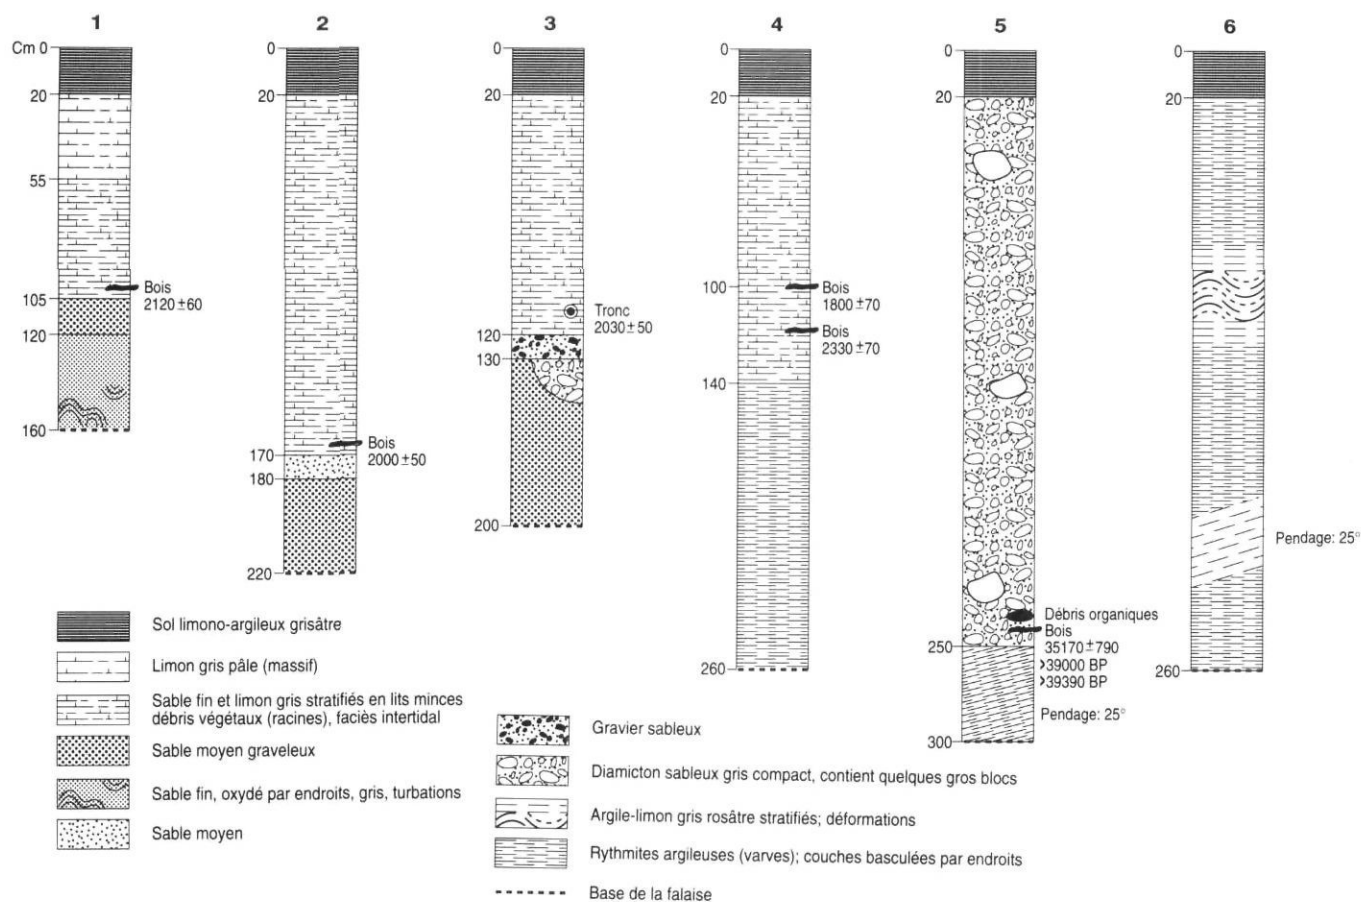 1 2 3 4 5 6
Cm 0
20
55
105
120
160
Bois
2120 ±60
0
20
170
180
220
Bois
2000 ±50
0
20
120
130
200
Tronc
2030 ±50
0
20
100
140
260
Bois
1800 ±70
Bois
2330 ±70
0
20
250
300
Débris organiques
Bois
35170 ±790
>39000 BP
>39390 BP
Pendage: 25°
0
20
260
Pendage: 25°
Sol limono-argileux grisâtre
Limon gris pâle (massif)
Sable fin et limon gris stratifiés en lits minces
débris végétaux (racines), faciès intertidal
Sable moyen graveleux
Sable fin, oxydé par endroits, gris, turbations
Sable moyen
Gravier sableux
Diamicton sableux gris compact, contient quelques gros blocs
Argile-limon gris rosâtre stratifiés; déformations
Rythmites argileuses (varves); couches basculées par endroits
Base de la falaise